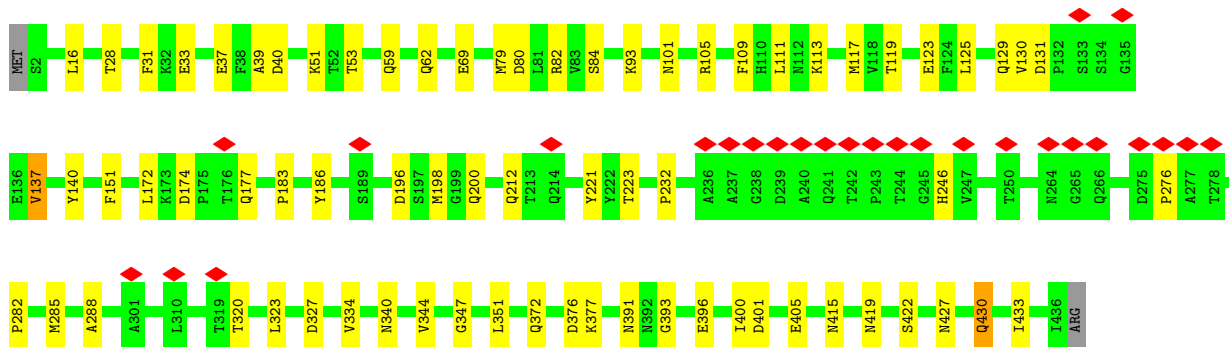 MET S2 L16 T28 F31 K32 E33 E37 F38 A39 D40 K51 T52 T53 Q59 Q62 E69 M79 D80 L81 R82 V83 S84 K93 N101 R105 F109 H110 L111 N112 K113 M117 V118 T119 E123 F124 L125 Q129 V130 D131 P132 S133 S134 G135
E136 V137 Y140 F151 L172 K173 D174 P175 T176 Q177 P183 Y186 S189 D196 S197 M198 G199 Q200 Q212 T213 Q214 Y221 Y222 T223 P232 A236 A237 G238 D239 A240 Q241 T242 P243 T244 G245 H246 V247 T250 N264 G265 Q266 D275 P276 A277 T278
P282 M285 A288 A301 L310 T319 T320 L323 D327 V334 N340 V344 G347 L351 Q372 D376 K377 N391 N392 G393 E396 I400 D401 E405 N415 N419 S422 N427 Q430 I433 I436 ARG